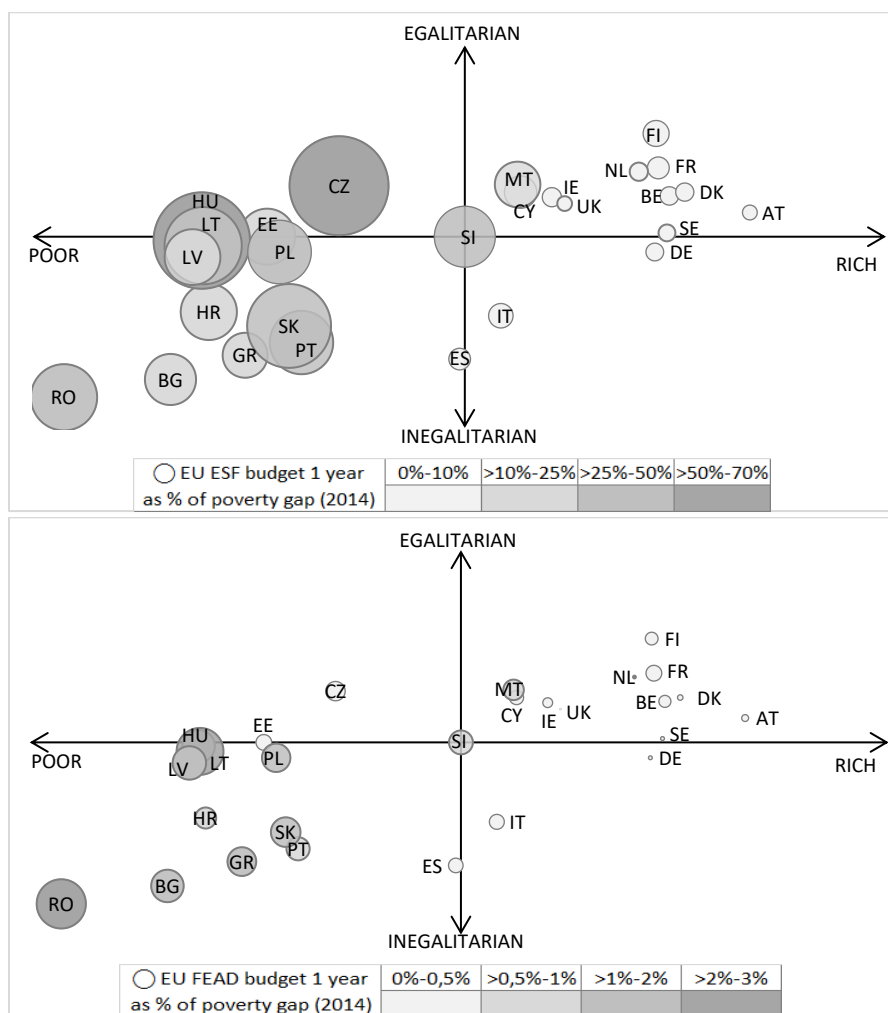 EGALITARIAN
FI
NL FR
CZ MT IE BE DK
HU CY UK AT
LT EE SI SE
POOR LV PL DE RICH
HR SK IT
GR PT ES
RO BG
INEGALITARIAN
EU ESF budget 1 year 0%-10% >10%-25% >25%-50% >50%-70%
as % of poverty gap (2014)
EGALITARIAN
FI
NL FR
CZ MT BE DK
CY IE UK AT
EE HU SI SE
POOR LV LT PL DE RICH
HR IT
SK PT
BG GR ES
RO
INEGALITARIAN
EU FEAD budget 1 year 0%-0,5% >0,5%-1% >1%-2% >2%-3%
as % of poverty gap (2014)